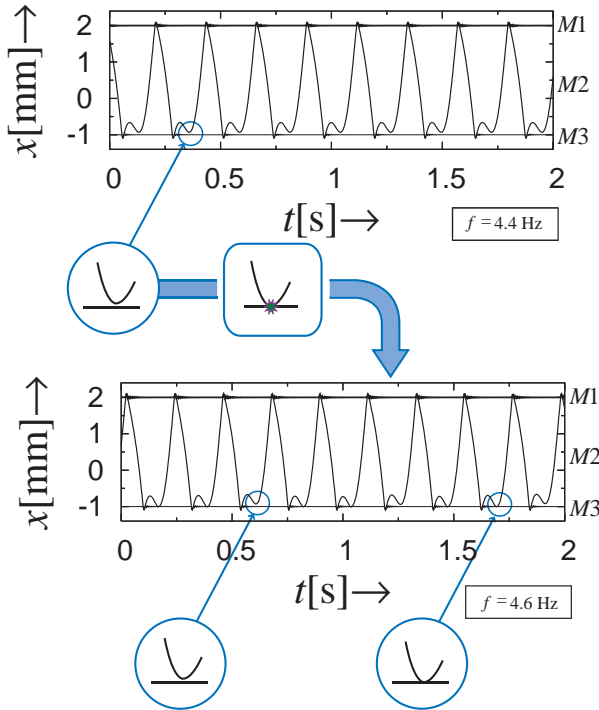 x[mm]→
2
1
0
-1
M1
M2
M3
0 0.5 1 1.5 2
t[s]→
f = 4.4 Hz
x[mm]→
2
1
0
-1
M1
M2
M3
0 0.5 1 1.5 2
t[s]→
f = 4.6 Hz